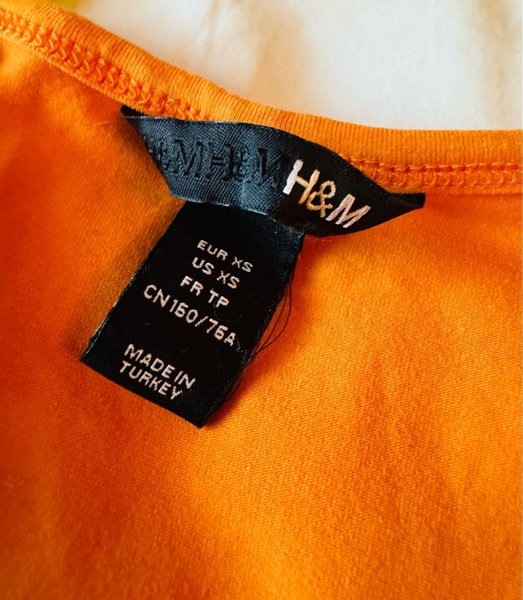 H&M
EUR XS
US XS
FR TP
CN160/76A
MADE IN
TURKEY